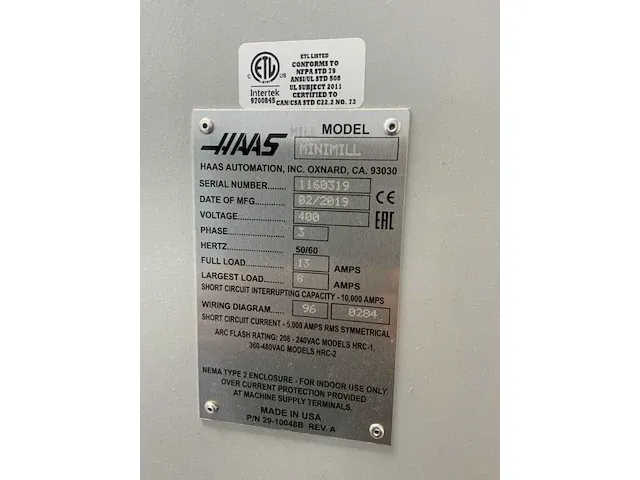 ETL LISTED
CONFORMS TO
NFPA STD 79
ANSI/UL STD 508
UL SUBJECT 2011
CERTIFIED TO
CAN/CSA STD C22.2 NO. 73
C ETL US
Intertek
9700845
HAAS MILL MODEL
MINIMILL
HAAS AUTOMATION, INC. OXNARD, CA. 93030
SERIAL NUMBER 1160319
DATE OF MFG. 02/2019 CE
VOLTAGE 400 EAC
PHASE 3
HERTZ 50/60
FULL LOAD 13 AMPS
LARGEST LOAD 8 AMPS
SHORT CIRCUIT INTERRUPTING CAPACITY - 10,000 AMPS
WIRING DIAGRAM 96 0284
SHORT CIRCUIT CURRENT - 5,000 AMPS RMS SYMMETRICAL
ARC FLASH RATING: 208 - 240VAC MODELS HRC-1,
360-480VAC MODELS HRC-2
NEMA TYPE 2 ENCLOSURE - FOR INDOOR USE ONLY
OVER CURRENT PROTECTION PROVIDED
AT MACHINE SUPPLY TERMINALS.
MADE IN USA
P/N 29-10048B REV. A